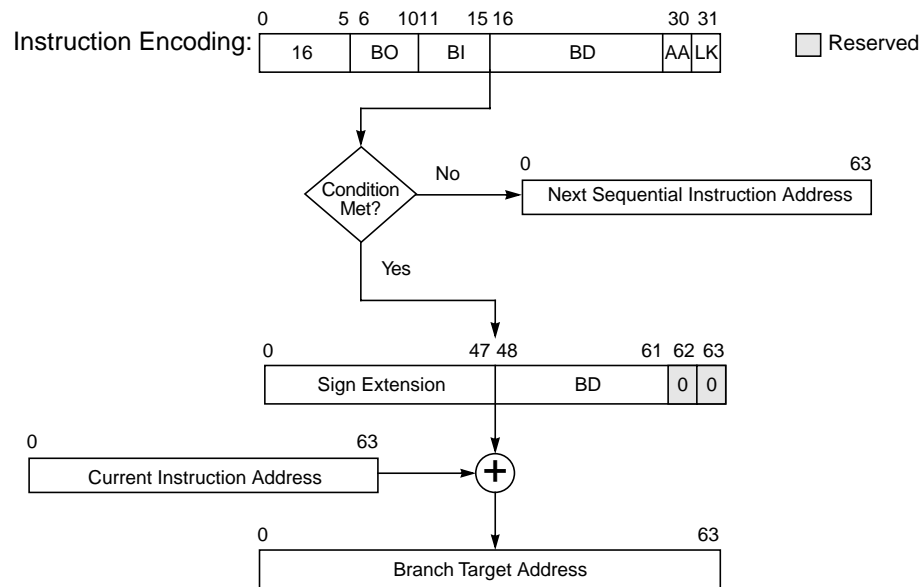 0 5 6 10 11 15 16 30 31
Instruction Encoding: 16 BO BI BD AA LK Reserved
0 63
No
Condition
Met?
Next Sequential Instruction Address
Yes
0 47 48 61 62 63
Sign Extension BD 0 0
0 63
Current Instruction Address +
0 63
Branch Target Address